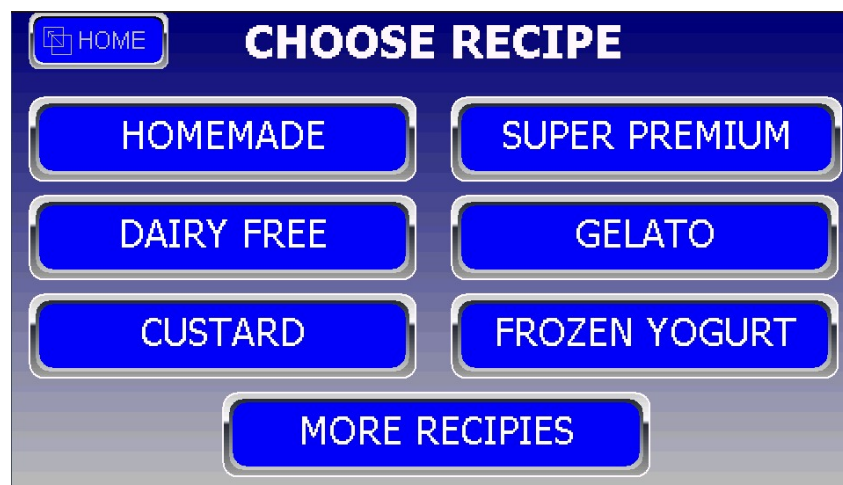 HOME
CHOOSE RECIPE
HOMEMADE
SUPER PREMIUM
DAIRY FREE
GELATO
CUSTARD
FROZEN YOGURT
MORE RECIPIES